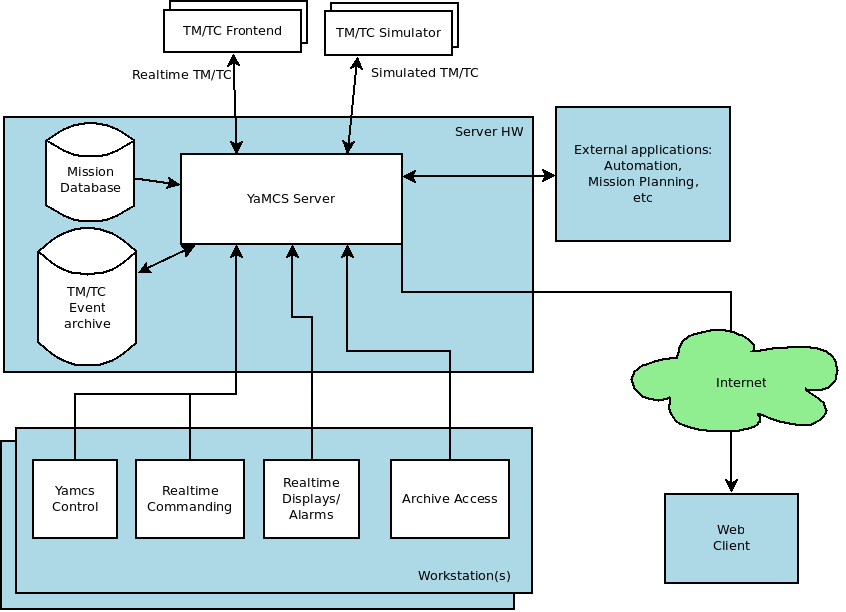 TM/TC Frontend
TM/TC Simulator
Realtime TM/TC
Simulated TM/TC
Server HW
Mission
Database
YaMCS Server
External applications:
Automation,
Mission Planning,
etc
TM/TC
Event
archive
Internet
Yamcs
Control
Realtime
Commanding
Realtime
Displays/
Alarms
Archive Access
Workstation(s)
Web
Client